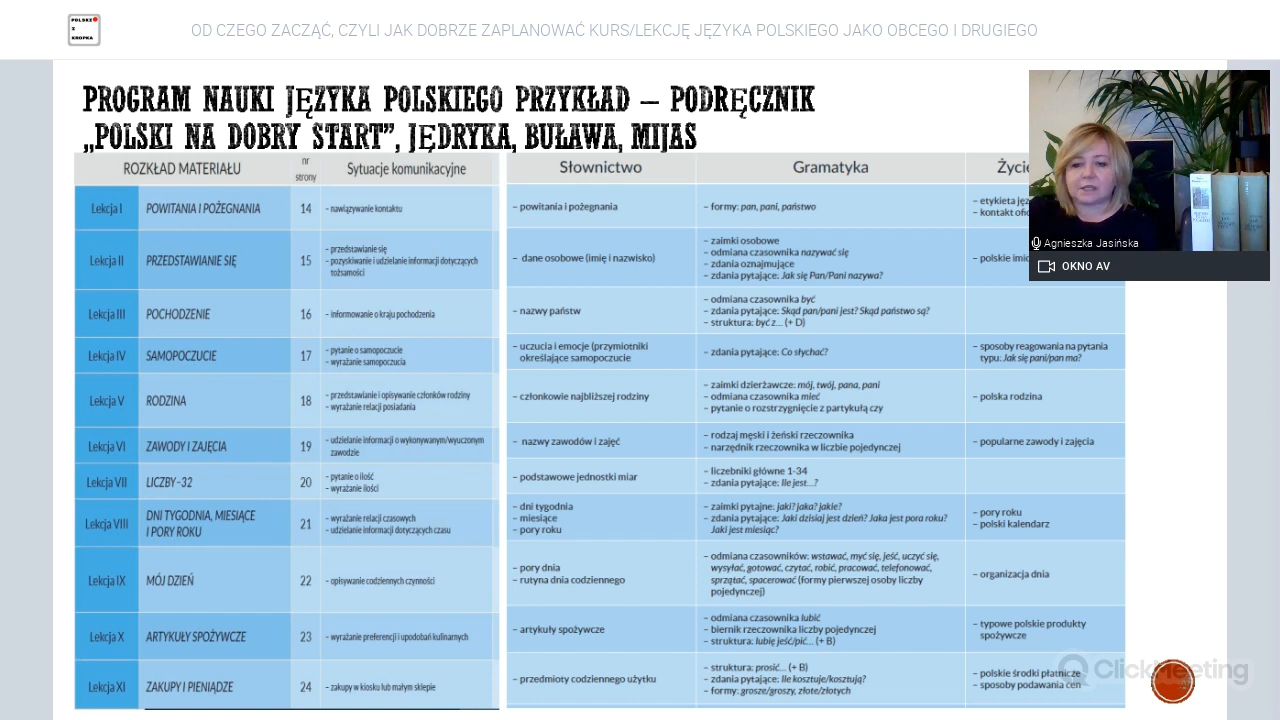 POLSKI
Z
KROPKA
OD CZEGO ZACZĄĆ, CZYLI JAK DOBRZE ZAPLANOWAĆ KURS/LEKCJĘ JĘZYKA POLSKIEGO JAKO OBCEGO I DRUGIEGO
PROGRAM NAUKI JĘZYKA POLSKIEGO PRZYKŁAD – PODRĘCZNIK
„POLSKI NA DOBRY START”, JĘDRYKA, BUŁAWA, MIJAS
ROZKŁAD MATERIAŁU
nr
strony
Sytuacje komunikacyjne
Słownictwo
Gramatyka
Życie
Lekcja I
POWITANIA I POŻEGNANIA
14
– nawiązywanie kontaktu
– powitania i pożegnania
– formy: pan, pani, państwo
– etykieta
– kontakt
Lekcja II
PRZEDSTAWIANIE SIĘ
15
– przedstawianie się
– pozyskiwanie i udzielanie informacji dotyczących
tożsamości
– dane osobowe (imię i nazwisko)
– zaimki osobowe
– odmiana czasownika nazywać się
– zdania oznajmujące
– zdania pytające: Jak się Pan/Pani nazywa?
– polskie
Lekcja III
POCHODZENIE
16
– informowanie o kraju pochodzenia
– nazwy państw
– odmiana czasownika być
– zdania pytające: Skąd pan/pani jest? Skąd państwo są?
– struktura: być z... (+ D)
Lekcja IV
SAMOPOCZUCIE
17
– pytanie o samopoczucie
– wyrażanie samopoczucia
– uczucia i emocje (przymiotniki
określające samopoczucie
– zdania pytające: Co słychać?
– sposoby reagowania na pytania
typu: Jak się pani/pan ma?
Lekcja V
RODZINA
18
– przedstawianie i opisywanie członków rodziny
– wyrażanie relacji posiadania
– członkowie najbliższej rodziny
– zaimki dzierżawcze: mój, twój, pana, pani
– odmiana czasownika mieć
– pytanie o rozstrzygnięcie z partykułą czy
– polska rodzina
Lekcja VI
ZAWODY I ZAJĘCIA
19
– udzielanie informacji o wykonywanym/wyuczonym
zawodzie
– nazwy zawodów i zajęć
– rodzaj męski i żeński rzeczownika
– narzędnik rzeczownika w liczbie pojedynczej
– popularne zawody i zajęcia
Lekcja VII
LICZBY–32
20
– pytanie o ilość
– wyrażanie ilości
– podstawowe jednostki miar
– liczebniki główne 1-34
– zdania pytające: Ile jest...?
Lekcja VIII
DNI TYGODNIA, MIESIĄCE
I PORY ROKU
21
– wyrażanie relacji czasowych
– udzielanie informacji dotyczących czasu
– dni tygodnia
– miesiące
– pory roku
– zaimki pytajne: jaki? jaka? jakie?
– zdania pytające: Jaki dzisiaj jest dzień? Jaka jest pora roku?
Jaki jest miesiąc?
– pory roku
– polski kalendarz
Lekcja IX
MÓJ DZIEŃ
22
– opisywanie codziennych czynności
– pory dnia
– rutyna dnia codziennego
– odmiana czasowników: wstawać, myć się, jeść, uczyć się,
wysyłać, gotować, czytać, robić, pracować, telefonować,
sprzątać, spacerować (formy pierwszej osoby liczby
pojedynczej)
– organizacja dnia
Lekcja X
ARTYKUŁY SPOŻYWCZE
23
– wyrażanie preferencji i upodobań kulinarnych
– artykuły spożywcze
– odmiana czasownika lubić
– biernik rzeczownika liczby pojedynczej
– struktura: lubię jeść/pić... (+ B)
– typowe polskie produkty
spożywcze
Lekcja XI
ZAKUPY I PIENIĄDZE
24
– zakupy w kiosku lub małym sklepie
– przedmioty codziennego użytku
– struktura: prosić... (+ B)
– zdania pytające: Ile kosztuje/kosztują?
– formy: grosze/groszy, złote/złotych
– polskie środki płatnicze
– sposoby podawania cen
Agnieszka Jasińska
OKNO AV
ClickMeeting